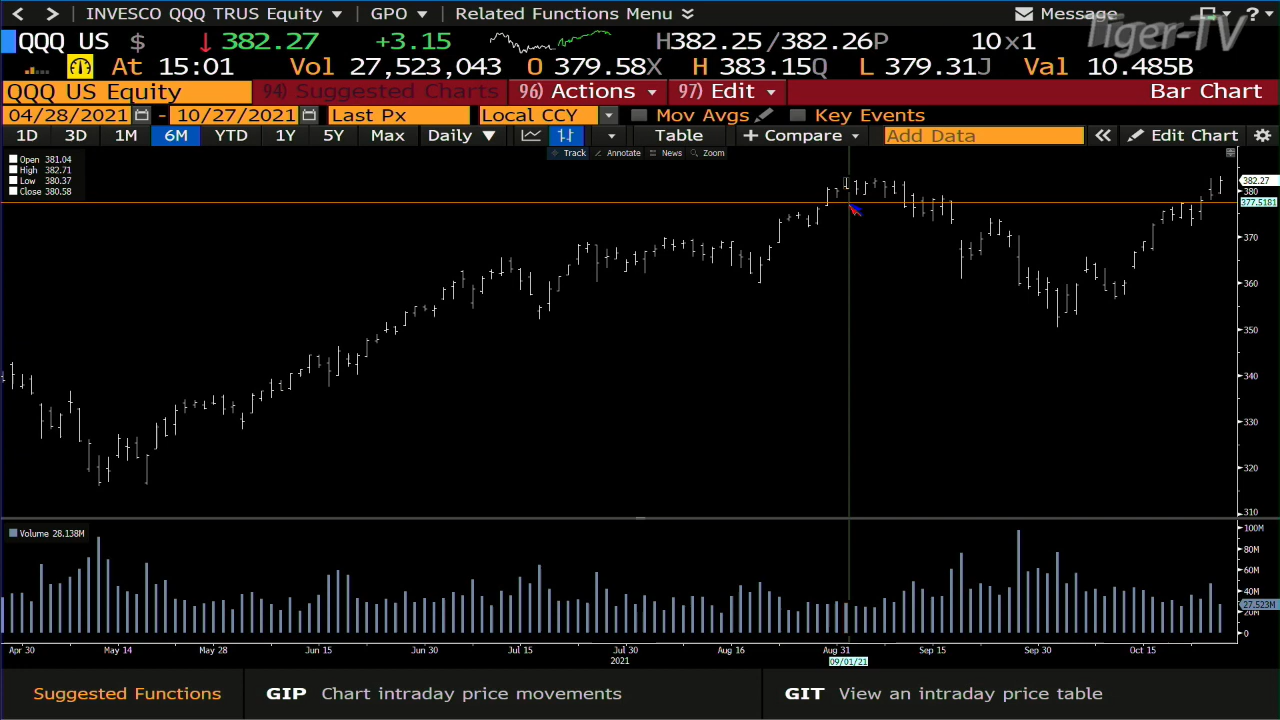 INVESCO QQQ TRUS Equity GPO Related Functions Menu Message ?
Tiger-TV
QQQ US $ ↓ 382.27 +3.15 H382.25/382.26P 10x1
At 15:01 Vol 27,523,043 O 379.58X H 383.15Q L 379.31J Val 10.485B
QQQ US Equity 94) Suggested Charts 96) Actions 97) Edit Bar Chart
04/28/2021 - 10/27/2021 Last Px Local CCY Mov Avgs Key Events
1D 3D 1M 6M YTD 1Y 5Y Max Daily Table + Compare Add Data Edit Chart
Track Annotate News Zoom
Open 381.04
High 382.71
Low 380.37
Close 380.58
382.27
380
377.5181
370
360
350
340
330
320
310
Volume 28.138M
100M
80M
60M
40M
27.523M
20M
0
Apr 30 May 14 May 28 Jun 15 Jun 30 Jul 15 Jul 30 Aug 16 Aug 31 Sep 15 Sep 30 Oct 15
2021 09/01/21
Suggested Functions GIP Chart intraday price movements GIT View an intraday price table